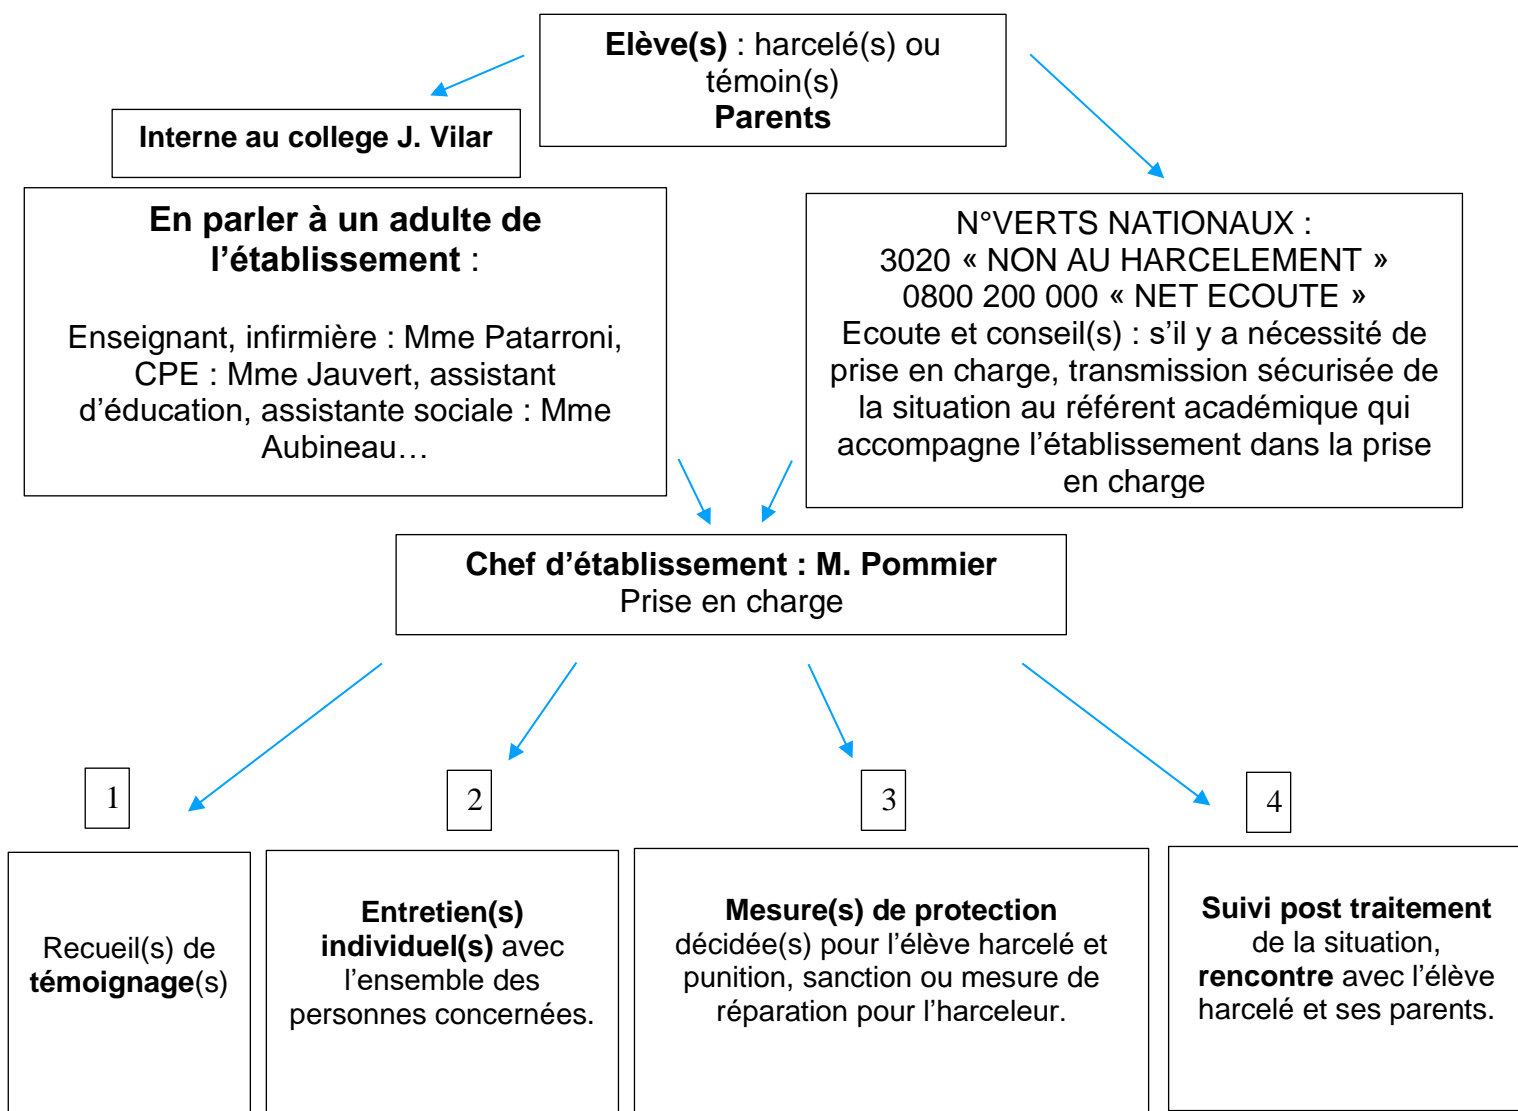 Elève(s) : harcelé(s) ou
témoin(s)
Parents
Interne au college J. Vilar
En parler à un adulte de
l’établissement :
Enseignant, infirmière : Mme Patarroni,
CPE : Mme Jauvert, assistant
d’éducation, assistante sociale : Mme
Aubineau…
N°VERTS NATIONAUX :
3020 « NON AU HARCELEMENT »
0800 200 000 « NET ECOUTE »
Ecoute et conseil(s) : s’il y a nécessité de
prise en charge, transmission sécurisée de
la situation au référent académique qui
accompagne l’établissement dans la prise
en charge
Chef d’établissement : M. Pommier
Prise en charge
1
Recueil(s) de
témoignage(s)
2
Entretien(s)
individuel(s) avec
l’ensemble des
personnes concernées.
3
Mesure(s) de protection
décidée(s) pour l’élève harcelé et
punition, sanction ou mesure de
réparation pour l’harceleur.
4
Suivi post traitement
de la situation,
rencontre avec l’élève
harcelé et ses parents.